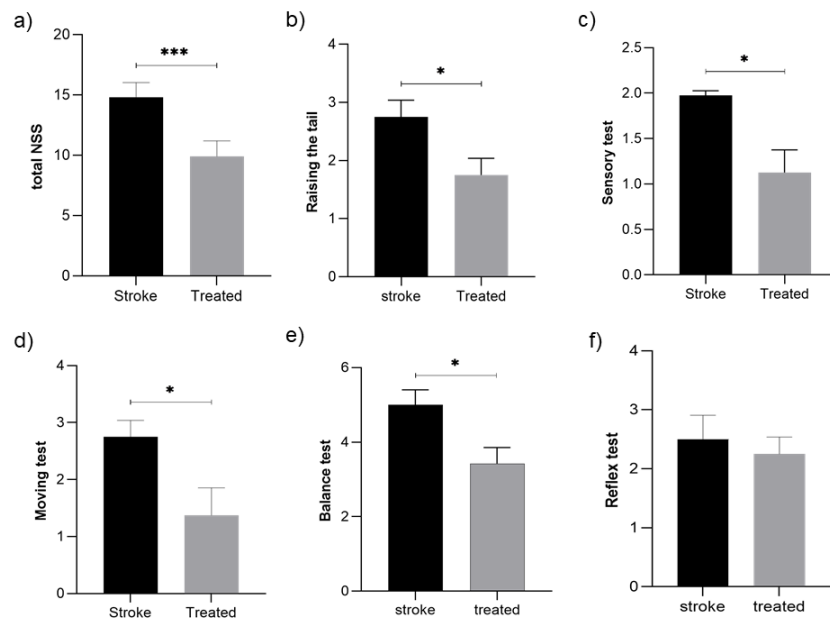 a)
total NSS
20
15
10
5
0
***
Stroke Treated
b)
Raising the tail
4
3
2
1
0
*
stroke Treated
c)
Sensory test
2.5
2.0
1.5
1.0
0.5
0.0
*
Stroke Treated
d)
Moving test
4
3
2
1
0
*
Stroke Treated
e)
Balance test
6
4
2
0
*
stroke treated
f)
Reflex test
4
3
2
1
0
stroke treated